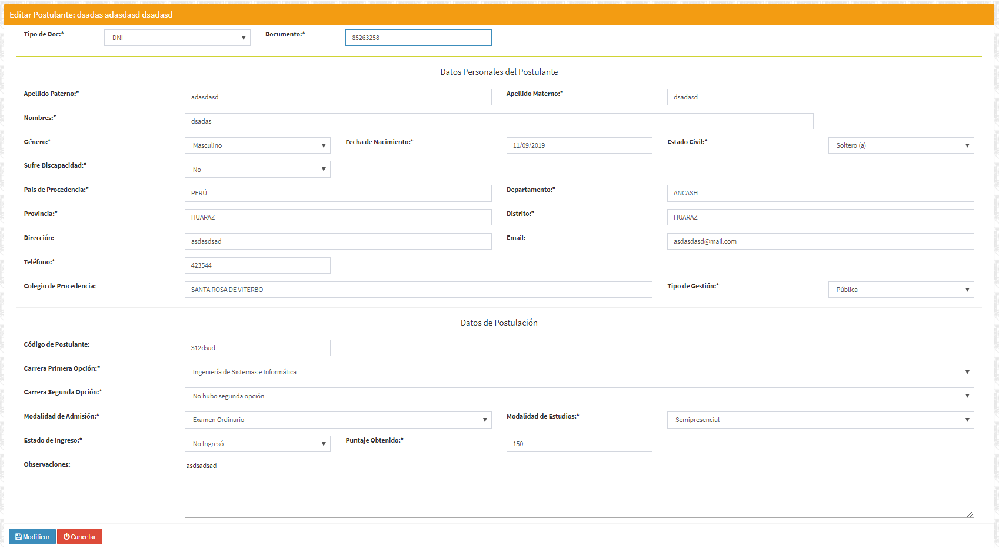 Editar Postulante: dsadas adasdasd dsadasd
Tipo de Doc:* DNI Documento:* 85263258
Datos Personales del Postulante
Apellido Paterno:* adasdasd Apellido Materno:* dsadasd
Nombres:* dsadas
Género:* Masculino Fecha de Nacimiento:* 11/09/2019 Estado Civil:* Soltero (a)
Sufre Discapacidad:* No
Pais de Procedencia:* PERÚ Departamento:* ANCASH
Provincia:* HUARAZ Distrito:* HUARAZ
Dirección: asdasdsad Email: asdasdasd@mail.com
Teléfono:* 423544
Colegio de Procedencia: SANTA ROSA DE VITERBO Tipo de Gestión:* Pública
Datos de Postulación
Código de Postulante: 312dsad
Carrera Primera Opción:* Ingeniería de Sistemas e Informática
Carrera Segunda Opción:* No hubo segunda opción
Modalidad de Admisión:* Examen Ordinario Modalidad de Estudios:* Semipresencial
Estado de Ingreso:* No Ingresó Puntaje Obtenido:* 150
Observaciones: asdsadsad
Modificar Cancelar